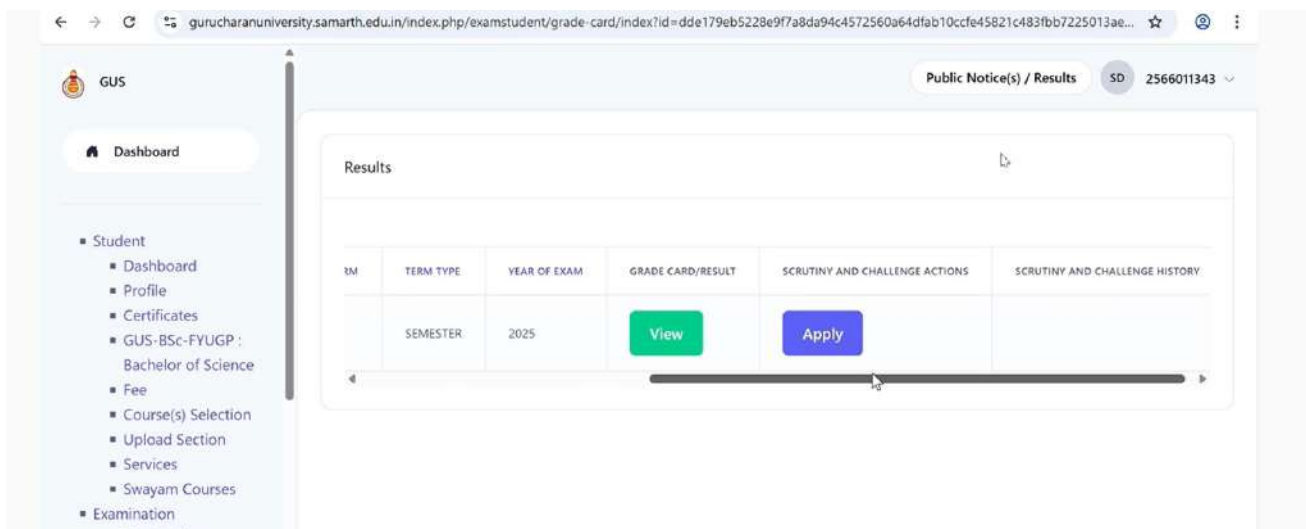 gurucharanuniversity.samarth.edu.in/index.php/examstudent/grade-card/index?id=dde179eb5228e9f7a8da94c4572560a64dfab10ccfe45821c483fbb7225013ae...
GUS
Public Notice(s) / Results
SD
2566011343
Dashboard
Results
Student
Dashboard
Profile
Certificates
GUS-BSc-FYUGP :
Bachelor of Science
Fee
Course(s) Selection
Upload Section
Services
Swayam Courses
Examination
RM TERM TYPE YEAR OF EXAM GRADE CARD/RESULT SCRUTINY AND CHALLENGE ACTIONS SCRUTINY AND CHALLENGE HISTORY
SEMESTER 2025 View Apply